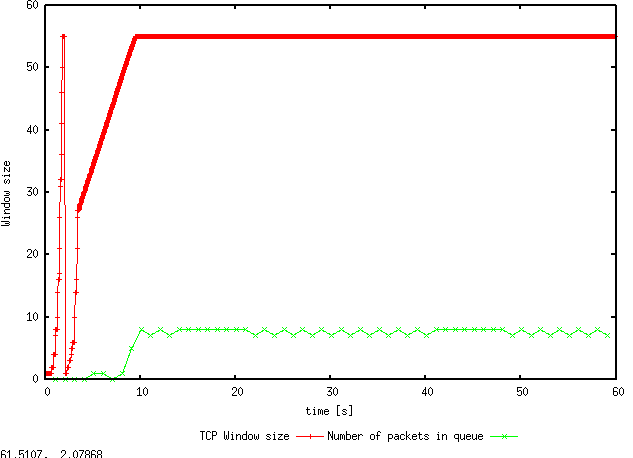 60
50
40
30
20
10
0
Window size
0 10 20 30 40 50 60
time [s]
TCP Window size Number of packets in queue
61.5107, 2.07868